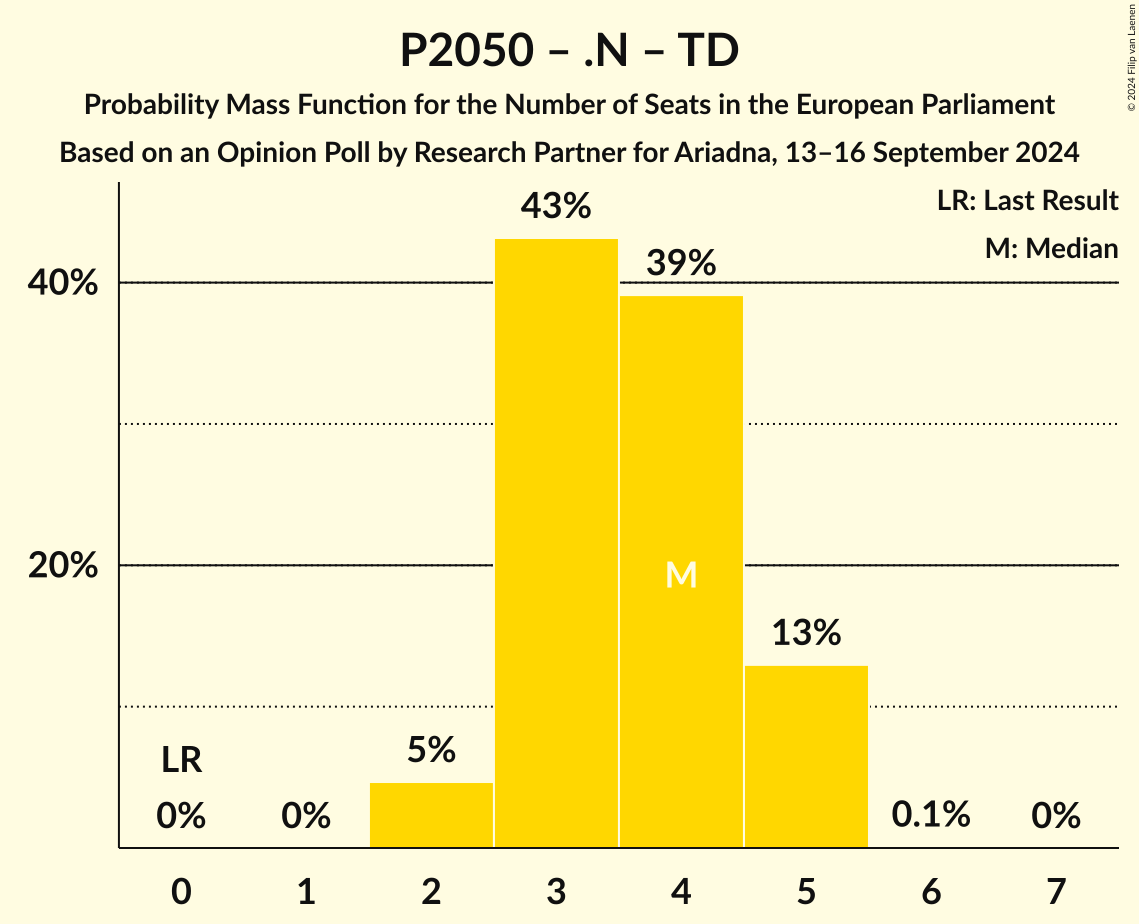 P2050 – .N – TD
Probability Mass Function for the Number of Seats in the European Parliament
Based on an Opinion Poll by Research Partner for Ariadna, 13–16 September 2024
© 2024 Filip van Laenen
LR: Last Result
M: Median
43%
39%
40%
20%
M
13%
5%
LR
0%
0%
0.1%
0%
0 1 2 3 4 5 6 7